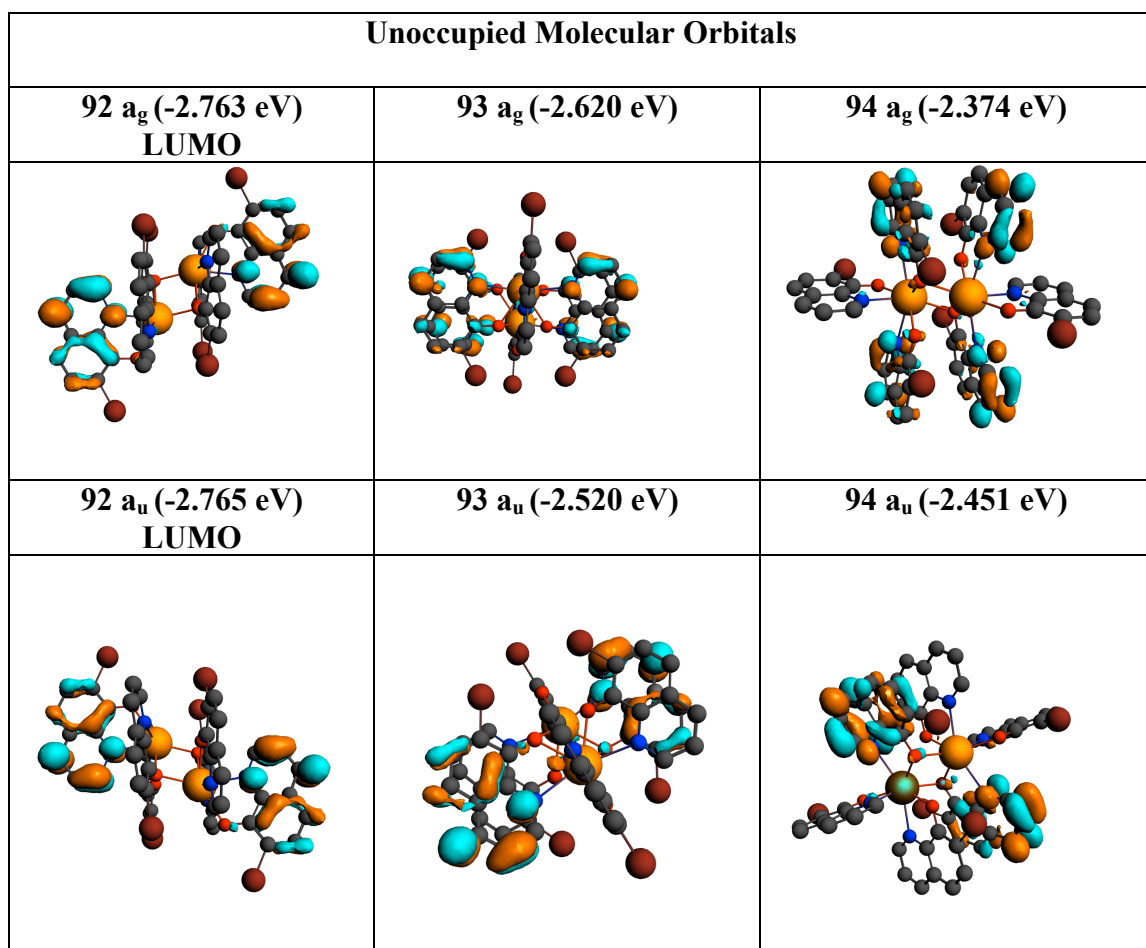 Unoccupied Molecular Orbitals
92 ag (-2.763 eV)
LUMO
93 ag (-2.620 eV)
94 ag (-2.374 eV)
92 au (-2.765 eV)
LUMO
93 au (-2.520 eV)
94 au (-2.451 eV)